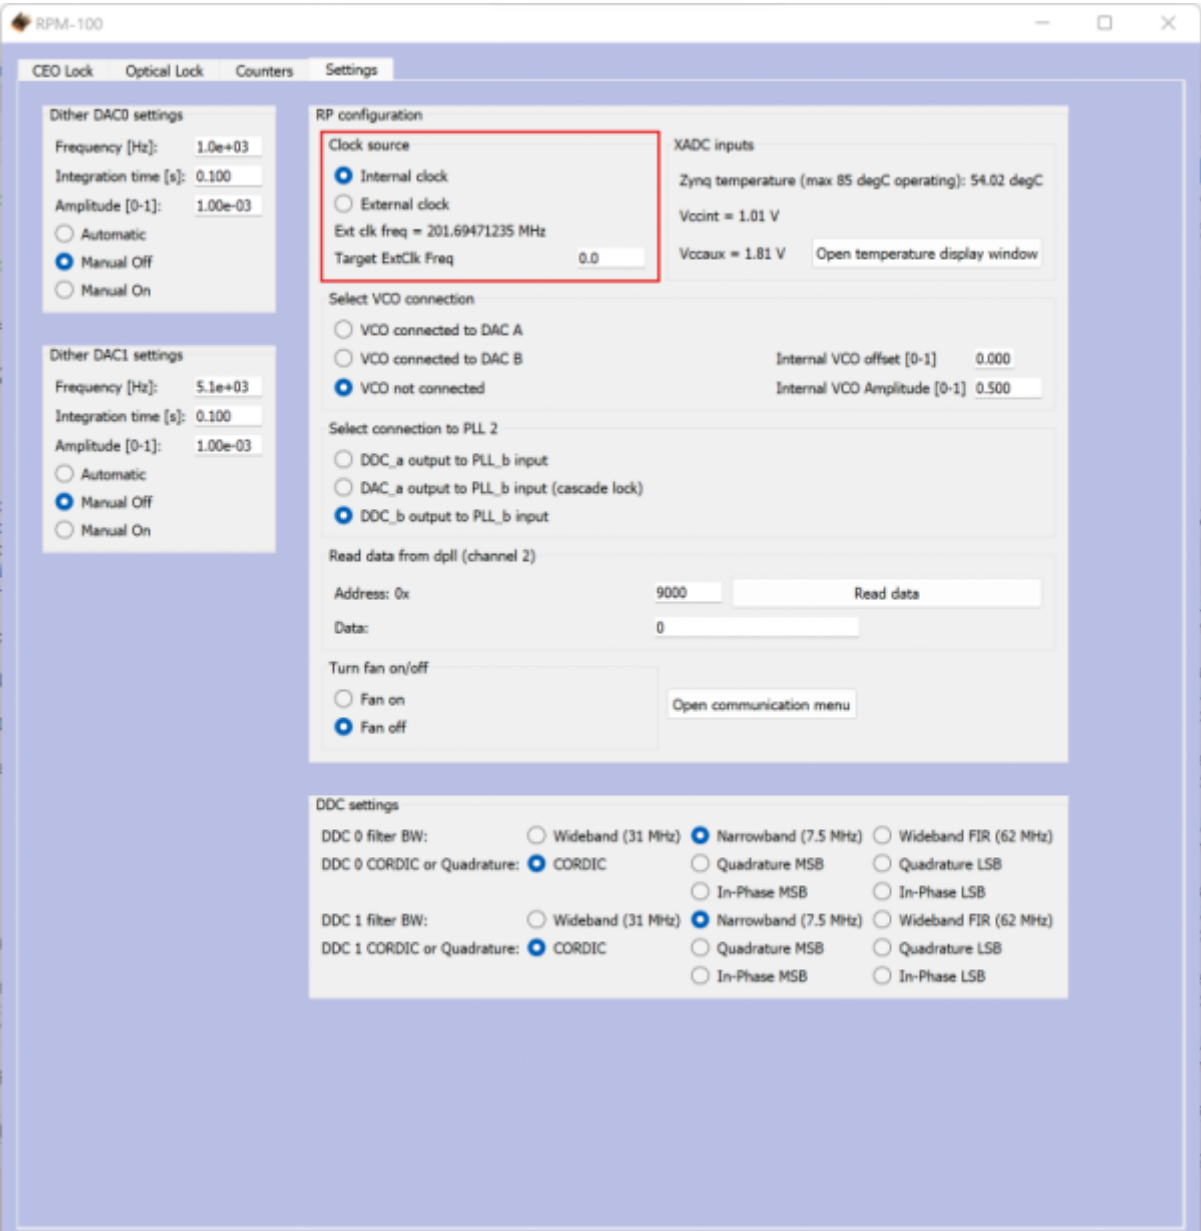 RPM-100
CEO Lock Optical Lock Counters Settings
Dither DAC0 settings
Frequency [Hz]: 1.0e+03
Integration time [s]: 0.100
Amplitude [0-1]: 1.00e-03
Automatic
Manual Off
Manual On
Dither DAC1 settings
Frequency [Hz]: 5.1e+03
Integration time [s]: 0.100
Amplitude [0-1]: 1.00e-03
Automatic
Manual Off
Manual On
RP configuration
Clock source
Internal clock
External clock
Ext clk freq = 201.69471235 MHz
Target ExtClk Freq 0.0
XADC inputs
Zynq temperature (max 85 degC operating): 54.02 degC
Vccint = 1.01 V
Vccaux = 1.81 V Open temperature display window
Select VCO connection
VCO connected to DAC A
VCO connected to DAC B Internal VCO offset [0-1] 0.000
VCO not connected Internal VCO Amplitude [0-1] 0.500
Select connection to PLL 2
DDC_a output to PLL_b input
DAC_a output to PLL_b input (cascade lock)
DDC_b output to PLL_b input
Read data from dpll (channel 2)
Address: 0x 9000 Read data
Data: 0
Turn fan on/off
Fan on
Fan off
Open communication menu
DDC settings
DDC 0 filter BW: Wideband (31 MHz) Narrowband (7.5 MHz) Wideband FIR (62 MHz)
DDC 0 CORDIC or Quadrature: CORDIC Quadrature MSB Quadrature LSB
In-Phase MSB In-Phase LSB
DDC 1 filter BW: Wideband (31 MHz) Narrowband (7.5 MHz) Wideband FIR (62 MHz)
DDC 1 CORDIC or Quadrature: CORDIC Quadrature MSB Quadrature LSB
In-Phase MSB In-Phase LSB